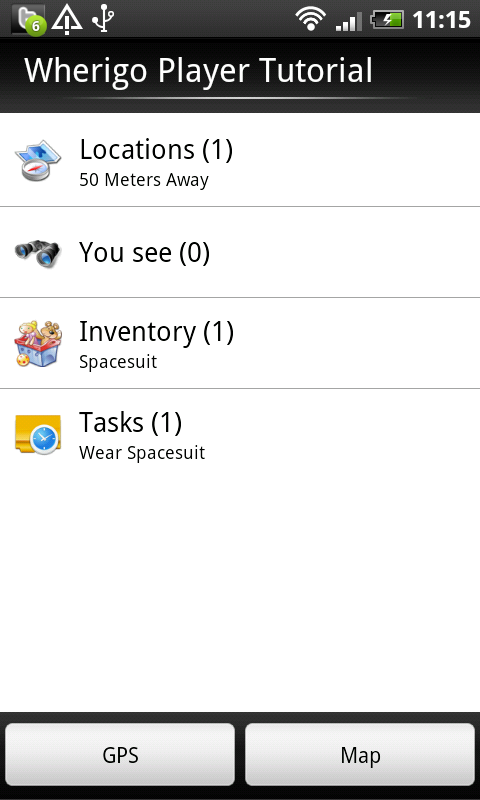 6
11:15
Wherigo Player Tutorial
Locations (1)
50 Meters Away
You see (0)
Inventory (1)
Spacesuit
Tasks (1)
Wear Spacesuit
GPS
Map